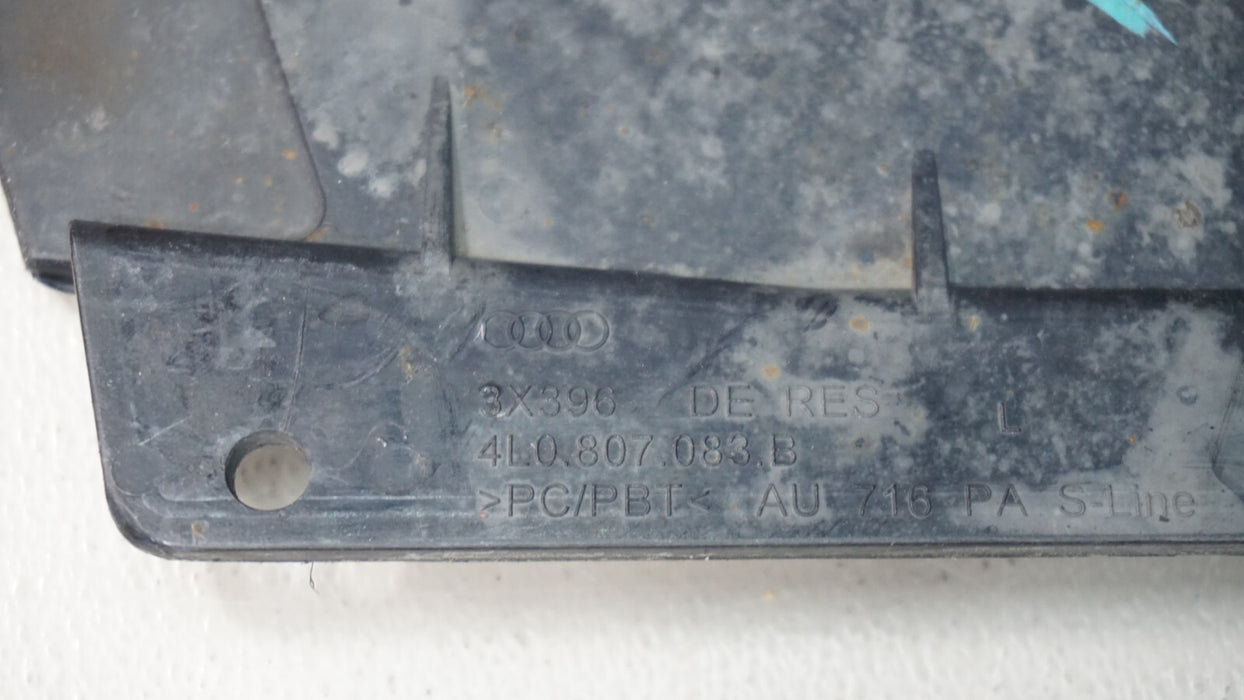 3X396 DE RES L
4L0.807.083.B
>PC/PBT< AU 716 PA S-Line
R